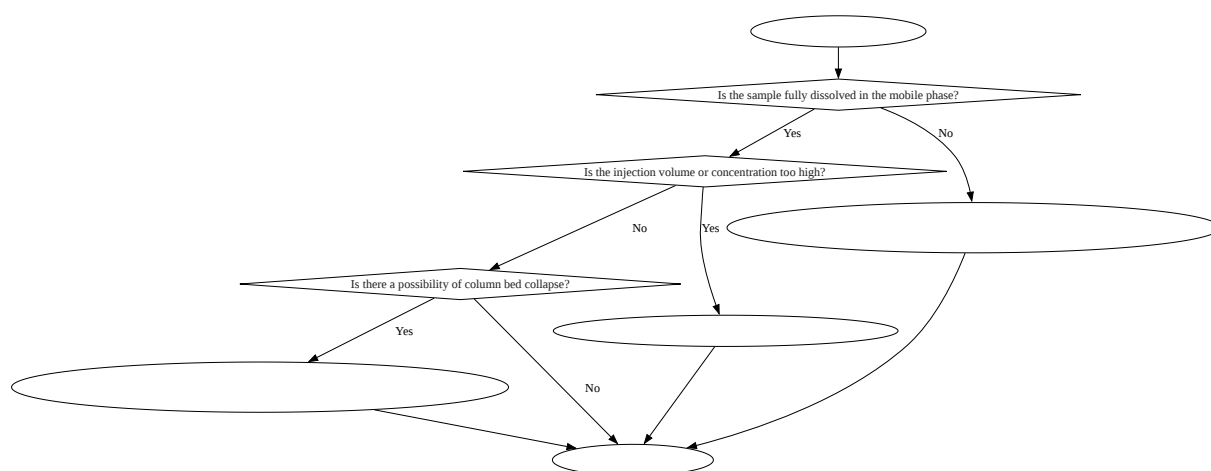 Is the sample fully dissolved in the mobile phase?
Yes
No
Is the injection volume or concentration too high?
No
Yes
Is there a possibility of column bed collapse?
Yes
No